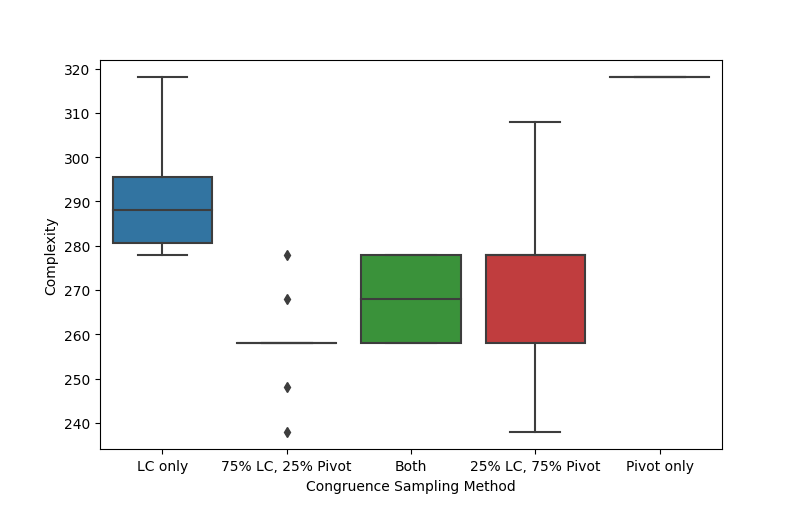 320
310
300
290
280
270
260
250
240
Complexity
LC only
75% LC, 25% Pivot
Both
25% LC, 75% Pivot
Pivot only
Congruence Sampling Method